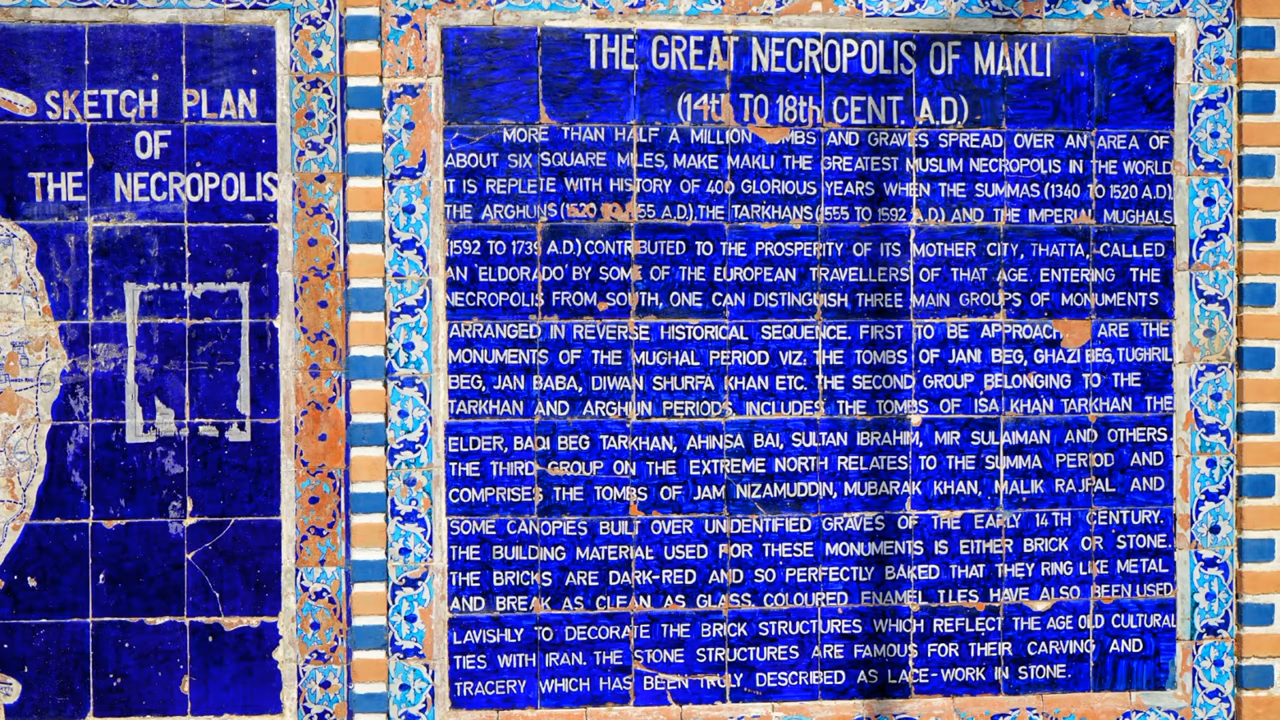 SKETCH PLAN
OF
THE NECROPOLIS
THE GREAT NECROPOLIS OF MAKLI
(14th TO 18th CENT. A.D)
MORE THAN HALF A MILLION OMBS AND GRAVES SPREAD OVER AN AREA OF
ABOUT SIX SQUARE MILES, MAKE MAKLI THE GREATEST MUSLIM NECROPOLIS IN THE WORLD
IT IS REPLETE WITH HISTORY OF 400 GLORIOUS YEARS WHEN THE SUMMAS (1340 TO 1520 A.D)
THE ARGHUNS (1520 55 A.D.), THE TARKHANS (1555 TO 1592 A.D.) AND THE IMPERIAL MUGHALS
(1592 TO 1739 A.D.) CONTRIBUTED TO THE PROSPERITY OF ITS MOTHER CITY, THATTA, CALLED
AN 'ELDORADO' BY SOME OF THE EUROPEAN TRAVELLERS OF THAT AGE. ENTERING THE
NECROPOLIS FROM SOUTH, ONE CAN DISTINGUISH THREE MAIN GROUPS OF MONUMENTS
ARRANGED IN REVERSE HISTORICAL SEQUENCE. FIRST TO BE APPROACH ARE THE
MONUMENTS OF THE MUGHAL PERIOD VIZ: THE TOMBS OF JANI BEG, GHAZI BEG, TUGHRIL
BEG, JAN BABA, DIWAN SHURFA KHAN ETC. THE SECOND GROUP BELONGING TO THE
TARKHAN AND ARGHUN PERIODS, INCLUDES THE TOMBS OF ISA KHAN TARKHAN THE
ELDER, BAQI BEG TARKHAN, AHINSA BAI, SULTAN IBRAHIM, MIR SULAIMAN AND OTHERS.
THE THIRD GROUP ON THE EXTREME NORTH RELATES TO THE SUMMA PERIOD AND
COMPRISES THE TOMBS OF JAM NIZAMUDDIN, MUBARAK KHAN, MALIK RAJPAL AND
SOME CANOPIES BUILT OVER UNIDENTIFIED GRAVES OF THE EARLY 14TH CENTURY.
THE BUILDING MATERIAL USED FOR THESE MONUMENTS IS EITHER BRICK OR STONE.
THE BRICKS ARE DARK-RED AND SO PERFECTLY BAKED THAT THEY RING LIKE METAL
AND BREAK AS CLEAN AS GLASS. COLOURED ENAMEL TILES HAVE ALSO BEEN USED
LAVISHLY TO DECORATE THE BRICK STRUCTURES WHICH REFLECT THE AGE OLD CULTURAL
TIES WITH IRAN. THE STONE STRUCTURES ARE FAMOUS FOR THEIR CARVING AND
TRACERY WHICH HAS BEEN TRULY DESCRIBED AS LACE-WORK IN STONE.